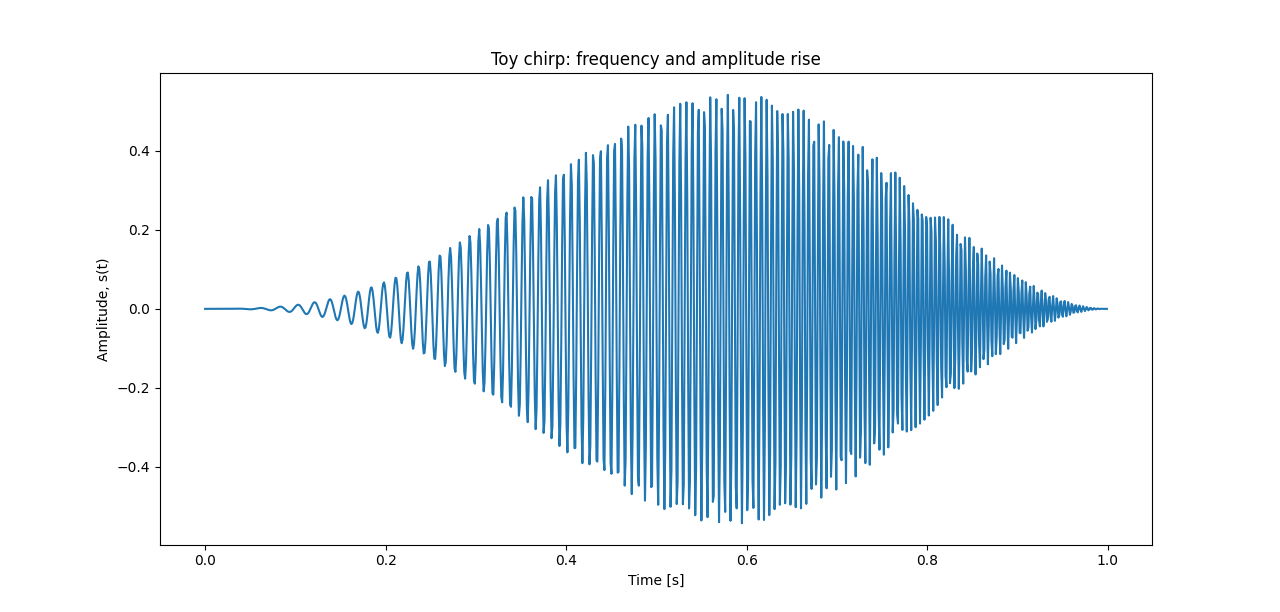 Toy chirp: frequency and amplitude rise
Amplitude, s(t)
0.4
0.2
0.0
−0.2
−0.4
0.0 0.2 0.4 0.6 0.8 1.0
Time [s]